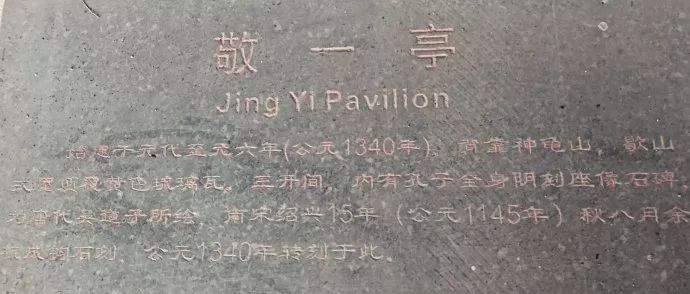 敬一亭
Jing Yi Pavilion
始建于元代至元六年(公元1340年),背靠神龟山,歇山
式屋顶覆黄色琉璃瓦。三开间,内有孔子全身阴刻座像石碑,
为唐代吴道子所绘,南宋绍兴15年(公元1145年)秋八月余
成 石刻,公元1340年转刻于此。